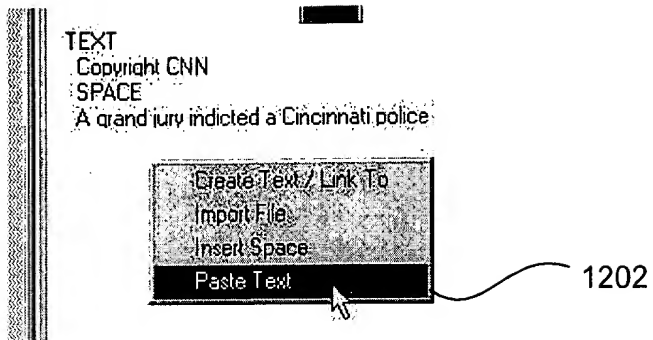 TEXT
Copyright CNN
SPACE
A grand jury indicted a Cincinnati police
Create Text / Link To
Import File
Insert Space
Paste Text
1202